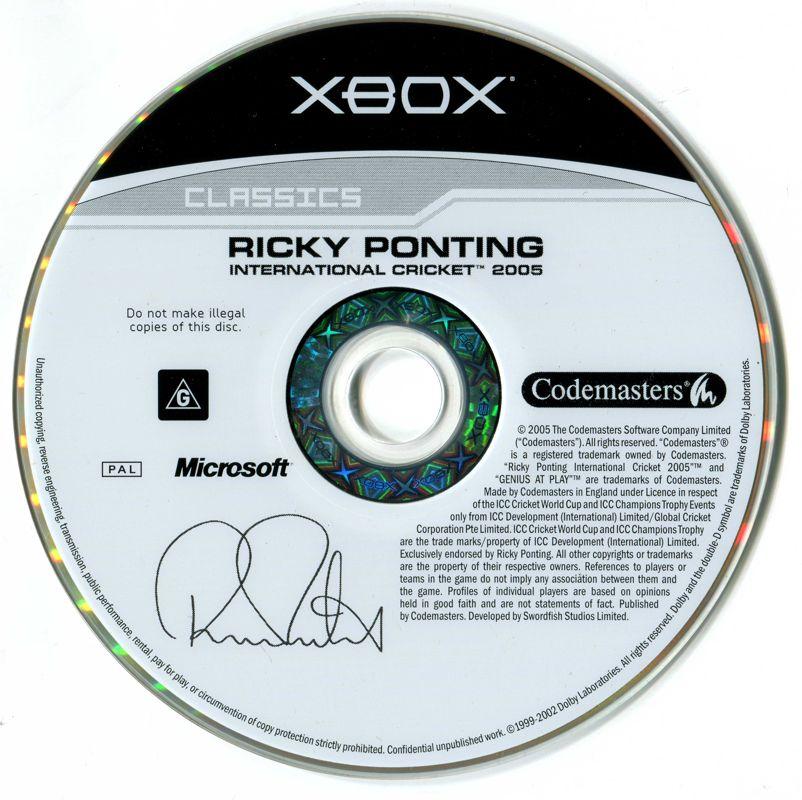 XBOX®
CLASSICS
RICKY PONTING
INTERNATIONAL CRICKET™ 2005
Do not make illegal
copies of this disc.
G
Codemasters®
PAL
Microsoft®
© 2005 The Codemasters Software Company Limited
("Codemasters"). All rights reserved. "Codemasters"®
is a registered trademark owned by Codemasters.
"Ricky Ponting International Cricket 2005"™ and
"GENIUS AT PLAY"™ are trademarks of Codemasters.
Made by Codemasters in England under Licence in respect
of the ICC Cricket World Cup and ICC Champions Trophy Events
only from ICC Development (International) Limited/Global Cricket
Corporation Pte Limited. ICC Cricket World Cup and ICC Champions Trophy
are the trade marks/property of ICC Development (International) Limited.
Exclusively endorsed by Ricky Ponting. All other copyrights or trademarks
are the property of their respective owners. References to players or
teams in the game do not imply any association between them and
the game. Profiles of individual players are based on opinions
held in good faith and are not statements of fact. Published
by Codemasters. Developed by Swordfish Studios Limited.
Unauthorized copying, reverse engineering, transmission, public performance, rental, pay for play, or circumvention of copy protection strictly prohibited. Confidential unpublished work. ©1999-2002 Dolby Laboratories. All rights reserved. Dolby and the double-D symbol are trademarks of Dolby Laboratories.